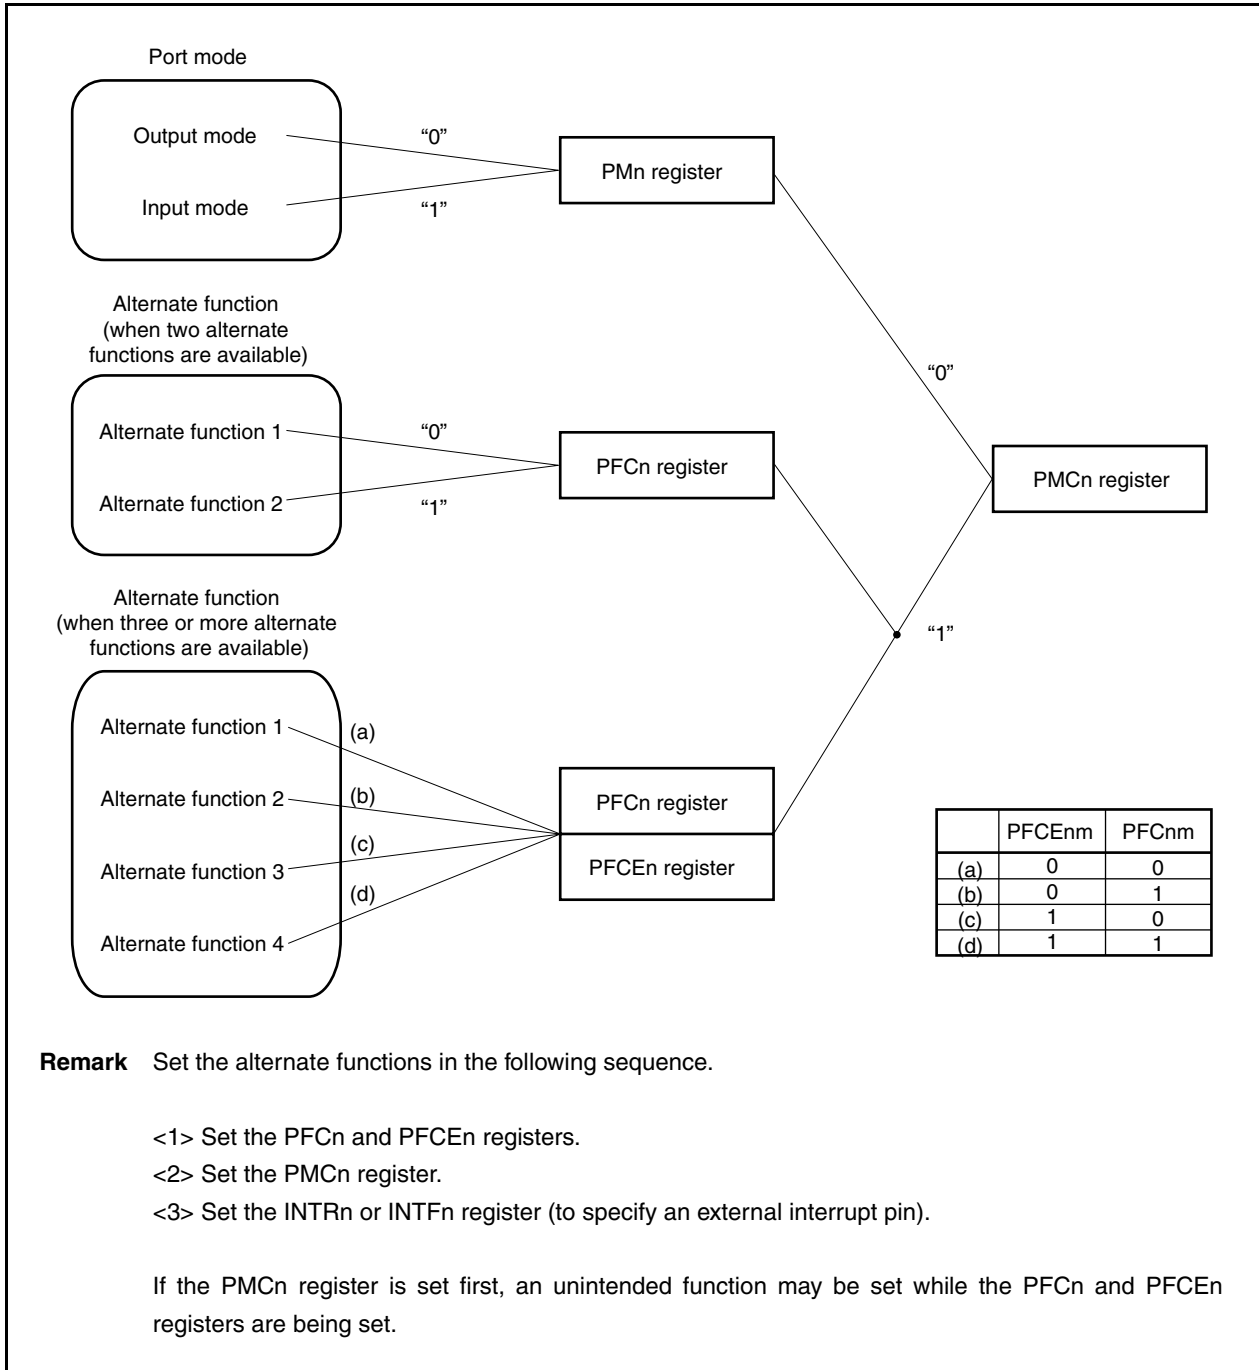 Port mode
Output mode
“0”
PMn register
Input mode
“1”
Alternate function
(when two alternate
functions are available)
“0”
Alternate function 1
“0”
PFCn register
PMCn register
Alternate function 2
“1”
Alternate function
(when three or more alternate
functions are available)
“1”
Alternate function 1
(a)
Alternate function 2
(b)
PFCn register
(c)
Alternate function 3
PFCEn register
(d)
Alternate function 4
PFCEnm PFCnm
(a) 0 0
(b) 0 1
(c) 1 0
(d) 1 1
Remark Set the alternate functions in the following sequence.
<1> Set the PFCn and PFCEn registers.
<2> Set the PMCn register.
<3> Set the INTRn or INTFn register (to specify an external interrupt pin).
If the PMCn register is set first, an unintended function may be set while the PFCn and PFCEn
registers are being set.